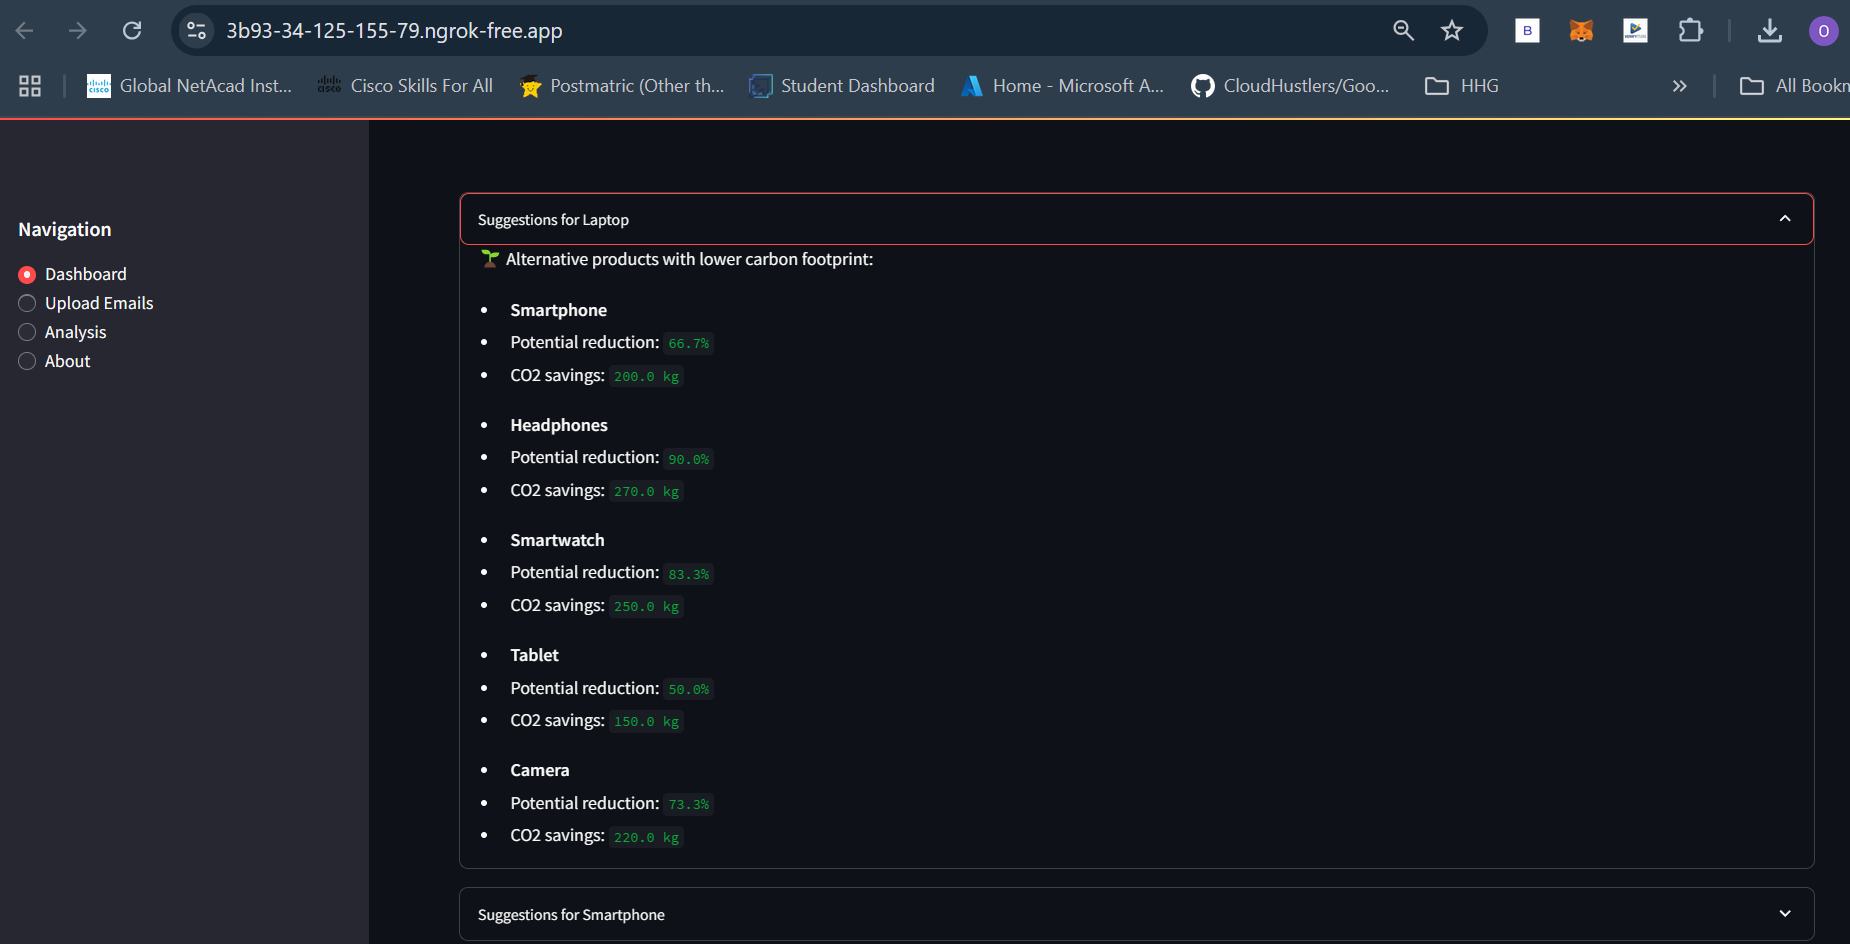 3b93-34-125-155-79.ngrok-free.app
B
O
Global NetAcad Inst...
Cisco Skills For All
Postmatric (Other th...
Student Dashboard
Home - Microsoft A...
CloudHustlers/Goo...
HHG
All Bookm
Navigation
Dashboard
Upload Emails
Analysis
About
Suggestions for Laptop
Alternative products with lower carbon footprint:
Smartphone
Potential reduction: 66.7%
CO2 savings: 200.0 kg
Headphones
Potential reduction: 90.0%
CO2 savings: 270.0 kg
Smartwatch
Potential reduction: 83.3%
CO2 savings: 250.0 kg
Tablet
Potential reduction: 50.0%
CO2 savings: 150.0 kg
Camera
Potential reduction: 73.3%
CO2 savings: 220.0 kg
Suggestions for Smartphone